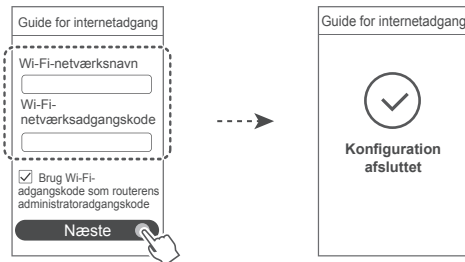 Guide for internetadgang
Wi-Fi-netværksnavn
Wi-Fi-
netværksadgangskode
Brug Wi-Fi-
adgangskode som routerens
administratoradgangskode
Næste
Guide for internetadgang
Konfiguration
afsluttet